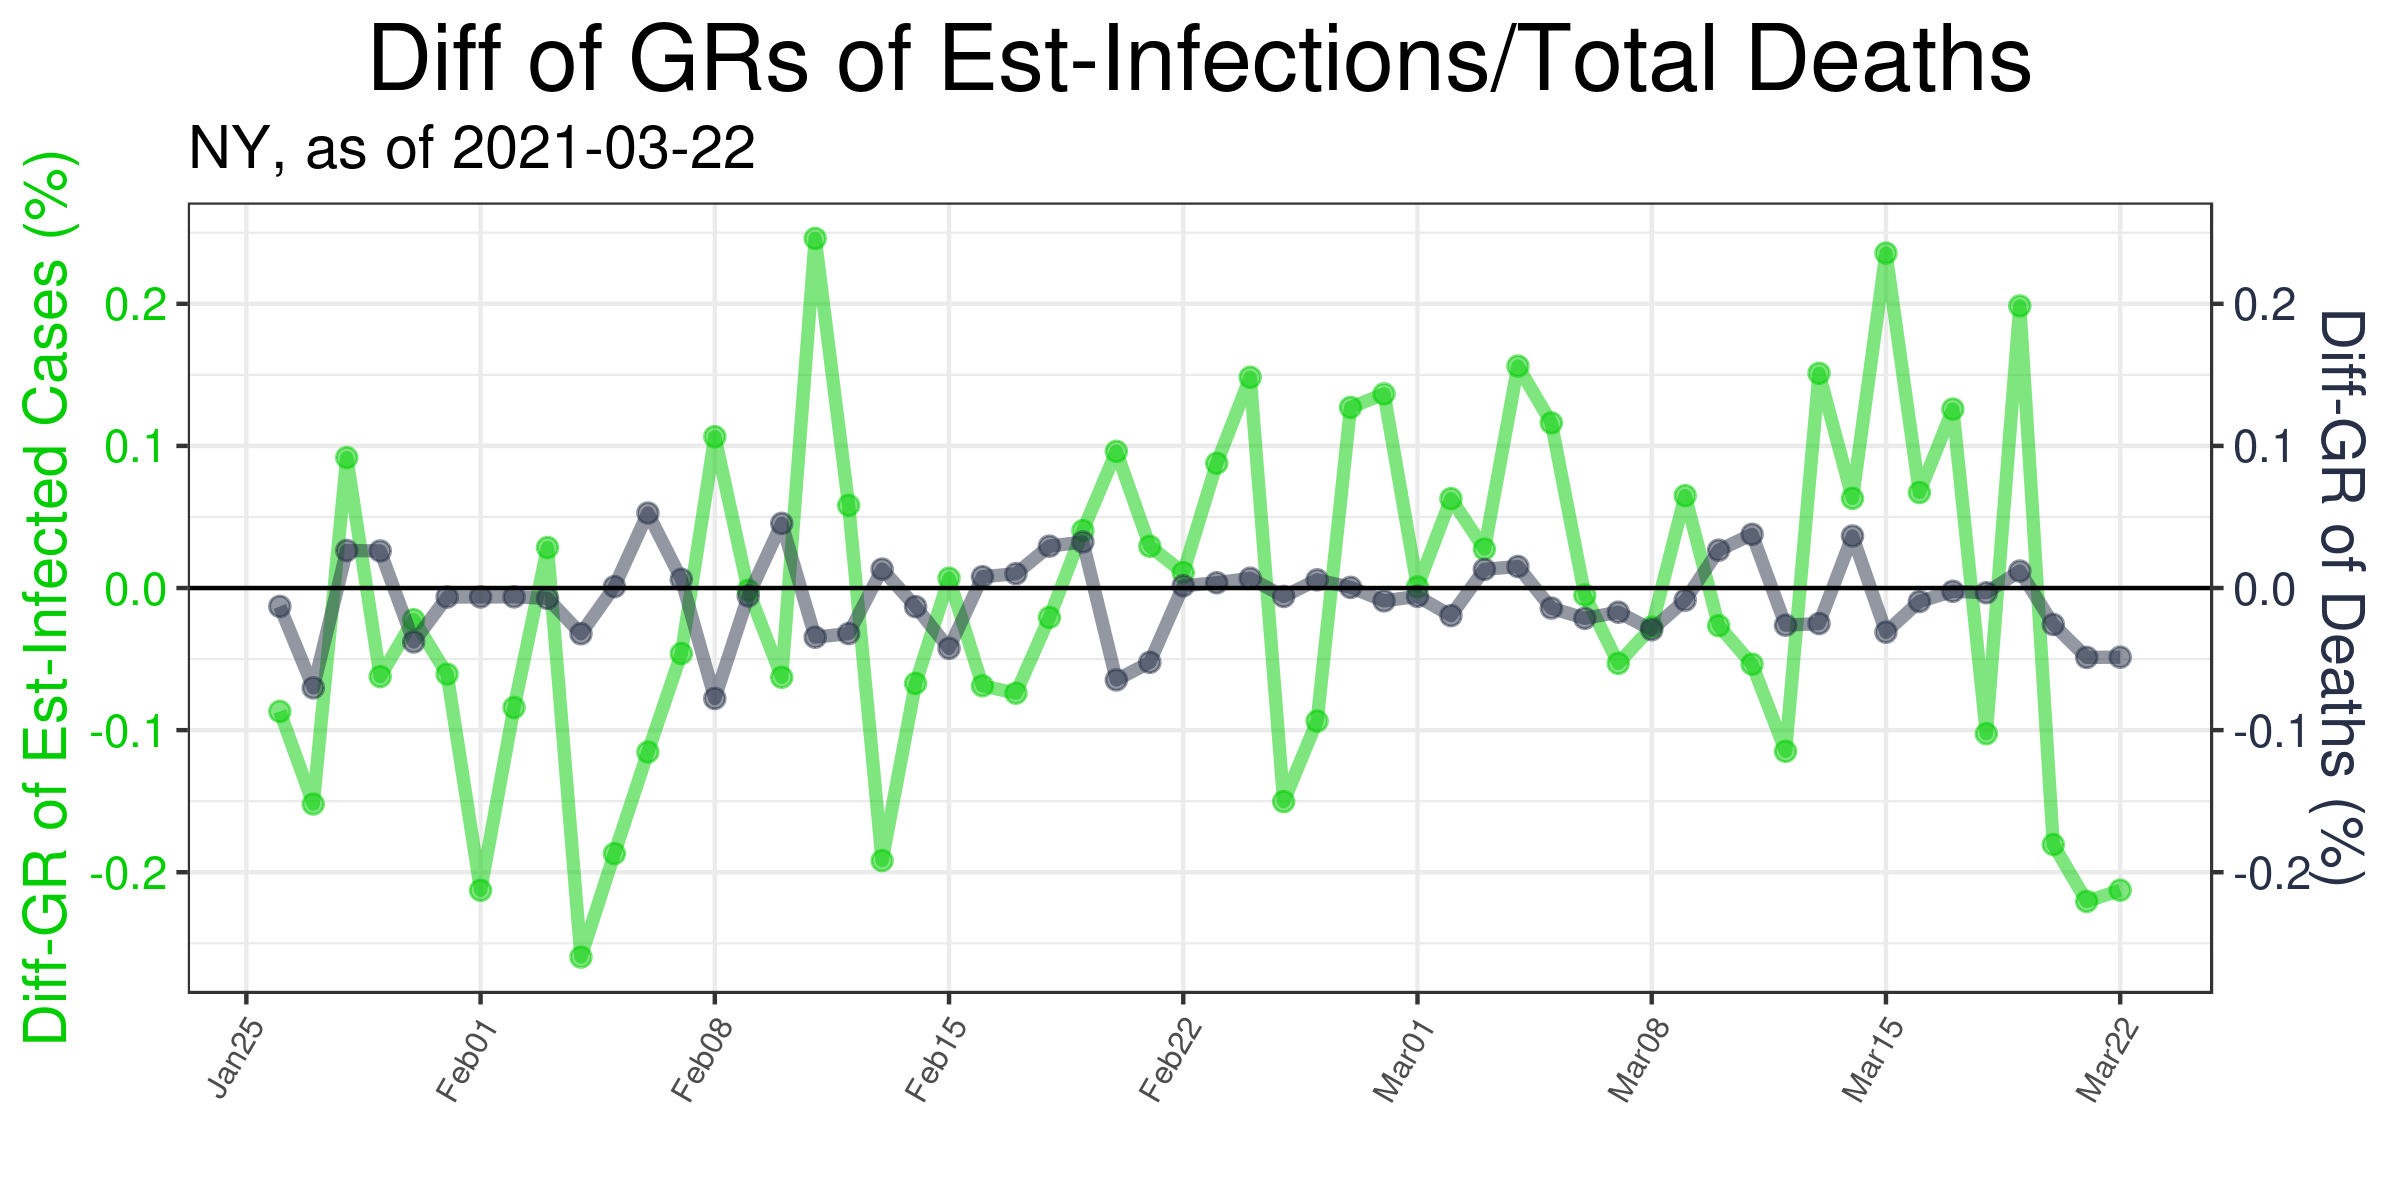 Diff of GRs of Est-Infections/Total Deaths
NY, as of 2021-03-22
Diff-GR of Est-Infected Cases (%)
0.2
0.1
0.0
-0.1
-0.2
0.2
0.1
0.0
-0.1
-0.2
Diff-GR of Deaths (%)
Jan25
Feb01
Feb08
Feb15
Feb22
Mar01
Mar08
Mar15
Mar22